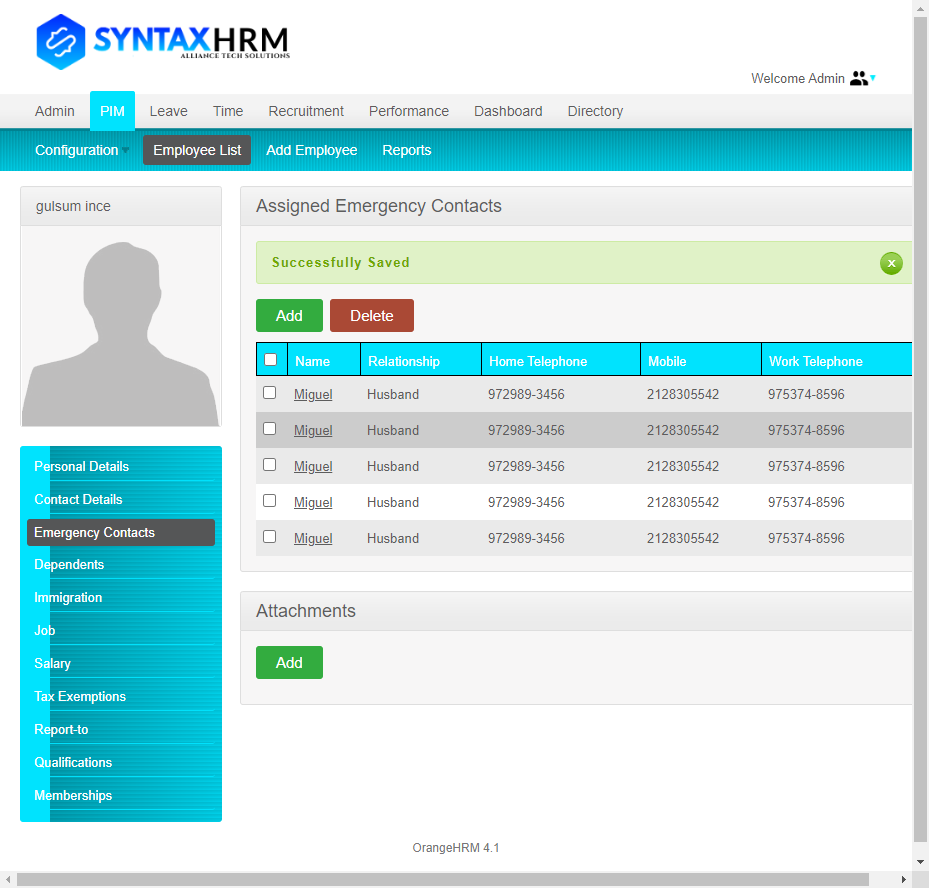 SYNTAXHRM
ALLIANCE TECH SOLUTIONS
Welcome Admin
Admin PIM Leave Time Recruitment Performance Dashboard Directory
Configuration Employee List Add Employee Reports
gulsum ince
Personal Details
Contact Details
Emergency Contacts
Dependents
Immigration
Job
Salary
Tax Exemptions
Report-to
Qualifications
Memberships
Assigned Emergency Contacts
Successfully Saved
Add Delete
Name Relationship Home Telephone Mobile Work Telephone
Miguel Husband 972989-3456 2128305542 975374-8596
Miguel Husband 972989-3456 2128305542 975374-8596
Miguel Husband 972989-3456 2128305542 975374-8596
Miguel Husband 972989-3456 2128305542 975374-8596
Miguel Husband 972989-3456 2128305542 975374-8596
Attachments
Add
OrangeHRM 4.1